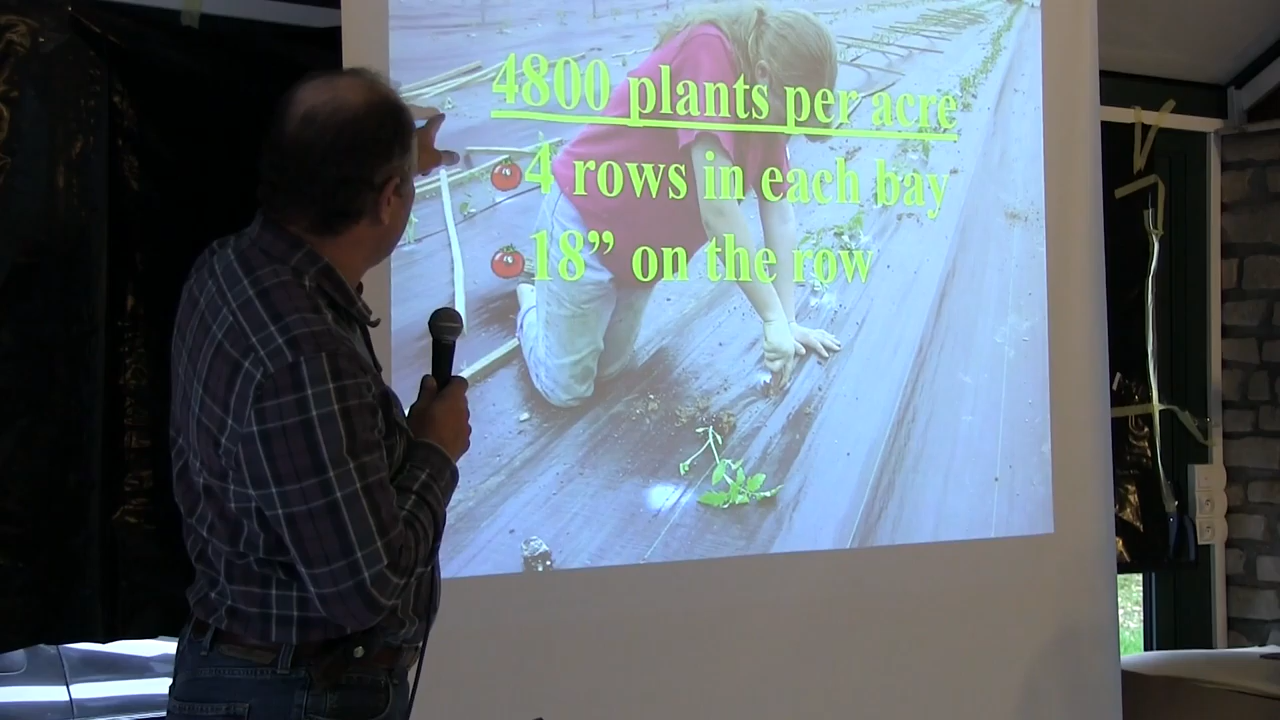 4800 plants per acre
4 rows in each bay
18” on the row